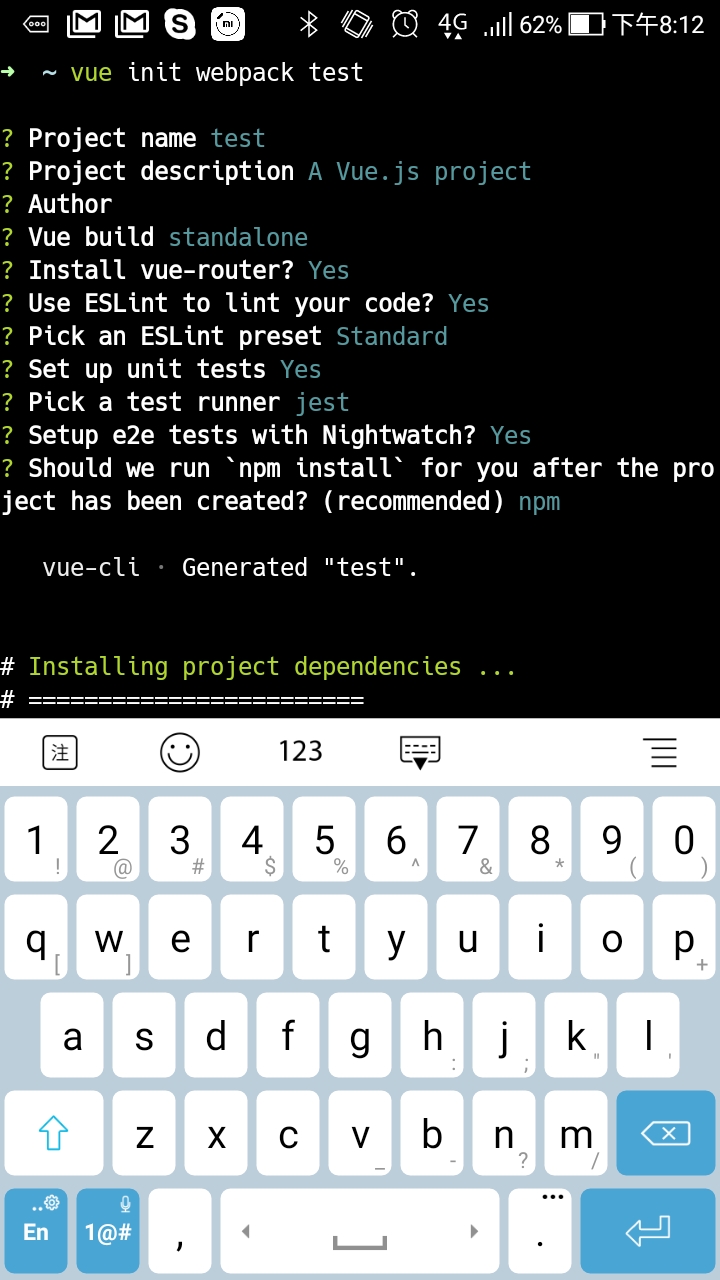 4G 62% 下午8:12
➜ ~ vue init webpack test
? Project name test
? Project description A Vue.js project
? Author
? Vue build standalone
? Install vue-router? Yes
? Use ESLint to lint your code? Yes
? Pick an ESLint preset Standard
? Set up unit tests Yes
? Pick a test runner jest
? Setup e2e tests with Nightwatch? Yes
? Should we run `npm install` for you after the pro
ject has been created? (recommended) npm
vue-cli · Generated "test".
# Installing project dependencies ...
# ========================
注 123
1 ! 2 @ 3 # 4 $ 5 % 6 ^ 7 & 8 * 9 ( 0 )
q [ w ] e r t y u i o p +
a s d f g h : j ; k " l '
z x c v _ b - n ? m /
En 1@# , . ...